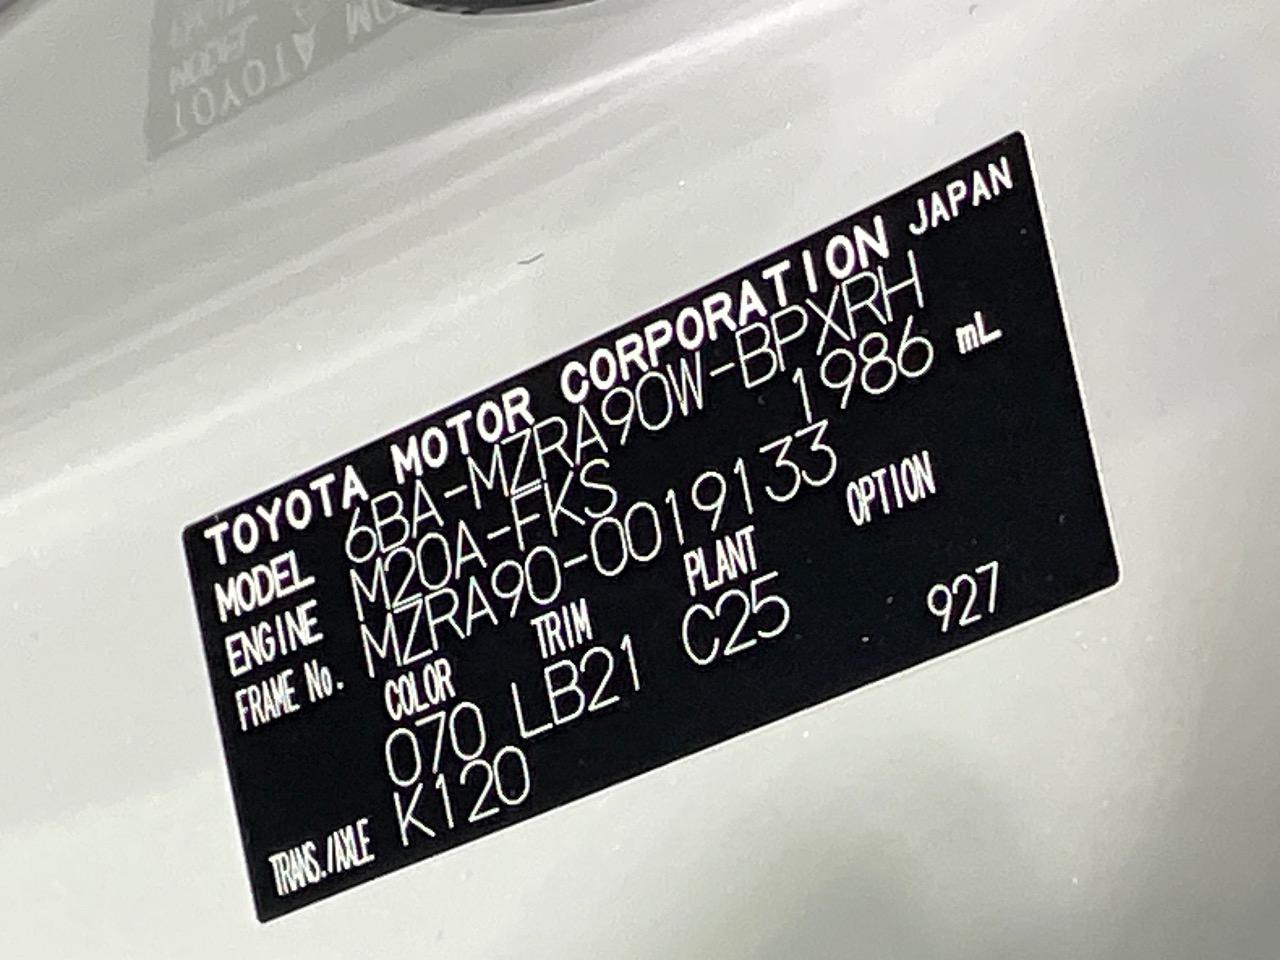 TOYOTA MOTOR CORPORATION JAPAN
MODEL 6BA-MZRA90W-BPXRH
ENGINE M20A-FKS 1986 mL
FRAME No. MZRA90-0019133
COLOR TRIM PLANT OPTION
070 LB21 C25 927
TRANS./AXLE K120